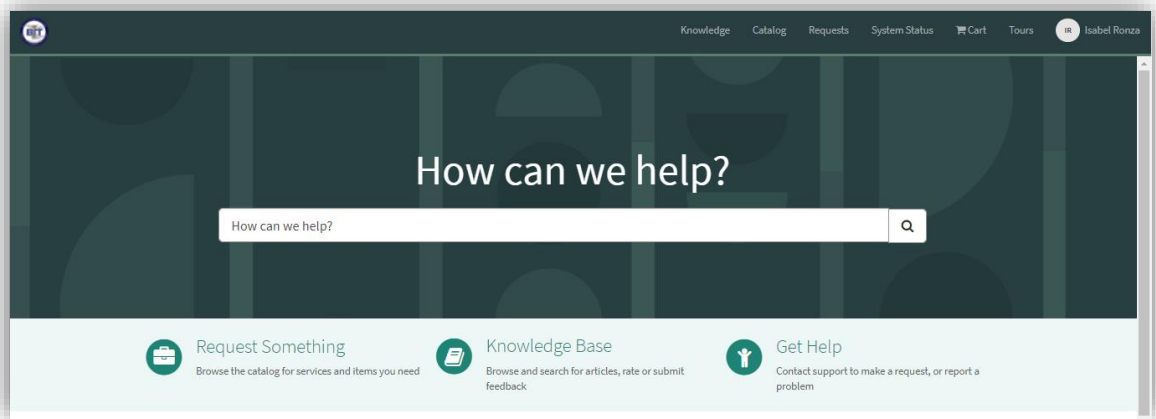 BIT
Knowledge Catalog Requests System Status Cart Tours IR Isabel Ronza
How can we help?
How can we help?
Request Something
Browse the catalog for services and items you need
Knowledge Base
Browse and search for articles, rate or submit
feedback
Get Help
Contact support to make a request, or report a
problem